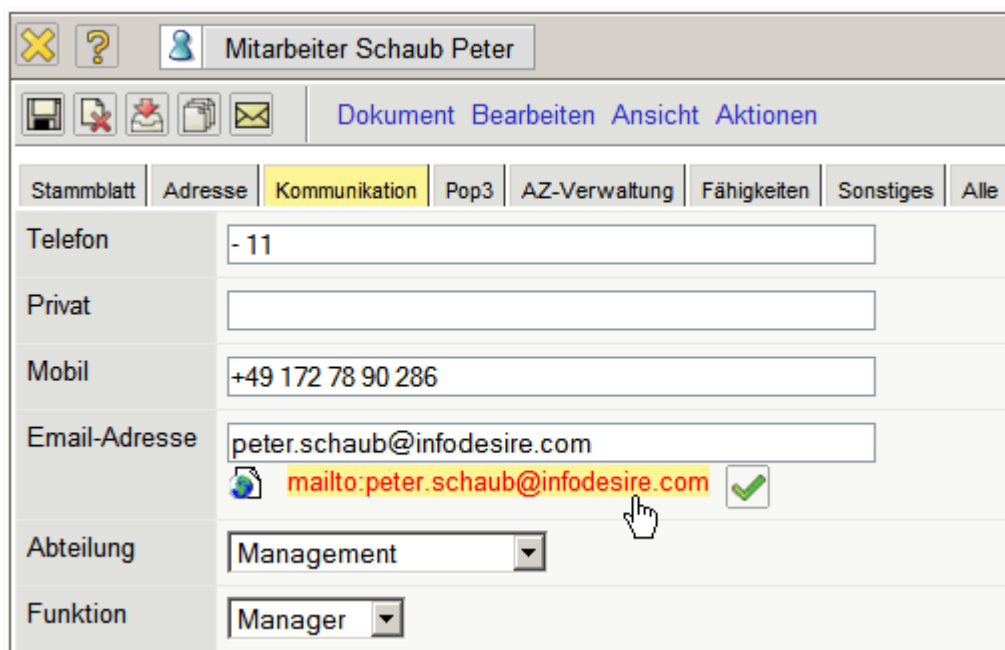 Mitarbeiter Schaub Peter
Dokument Bearbeiten Ansicht Aktionen
Stammblatt Adresse Kommunikation Pop3 AZ-Verwaltung Fähigkeiten Sonstiges Alle
Telefon - 11
Privat
Mobil +49 172 78 90 286
Email-Adresse peter.schaub@infodesire.com
mailto:peter.schaub@infodesire.com
Abteilung Management
Funktion Manager